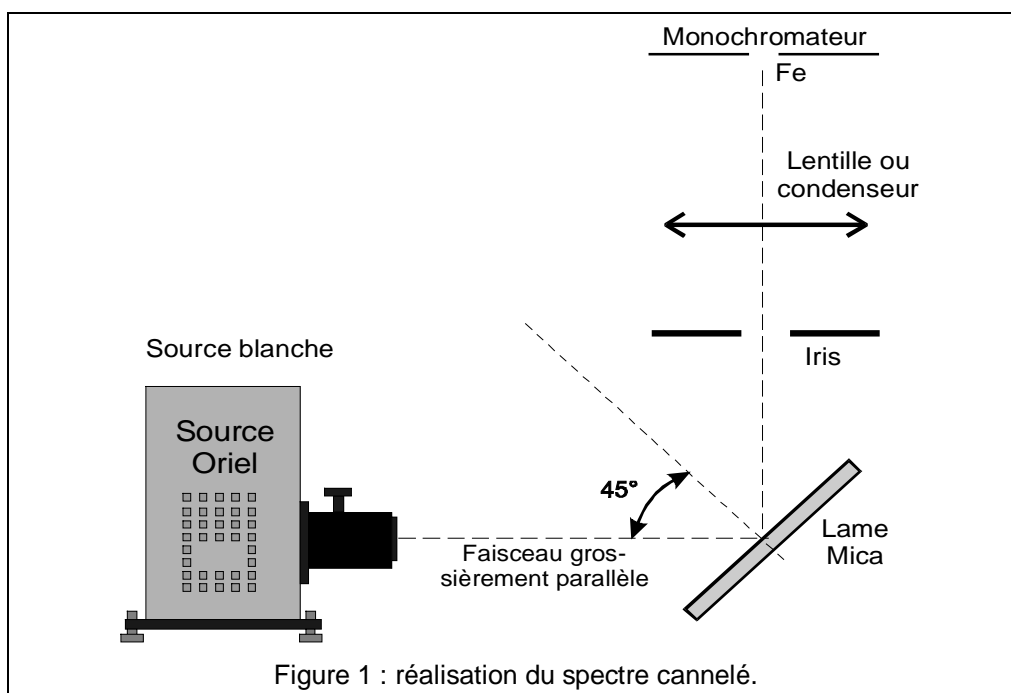 Monochromateur
Fe
Lentille ou
condenseur
Iris
Source blanche
Source
Oriel
45°
Faisceau gros-
sièrement parallèle
Lame
Mica
Figure 1 : réalisation du spectre cannelé.